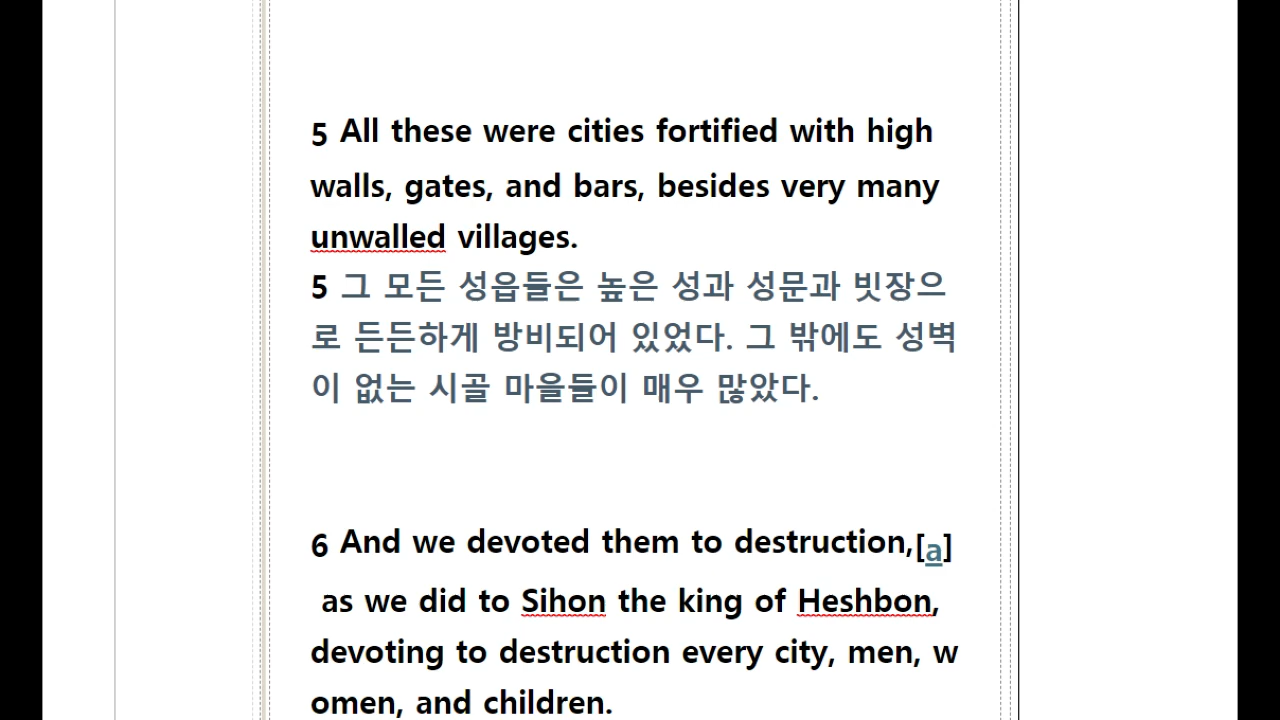 5 All these were cities fortified with high
walls, gates, and bars, besides very many
unwalled villages.
5 그 모든 성읍들은 높은 성과 성문과 빗장으
로 든든하게 방비되어 있었다. 그 밖에도 성벽
이 없는 시골 마을들이 매우 많았다.
6 And we devoted them to destruction,[a]
as we did to Sihon the king of Heshbon,
devoting to destruction every city, men, w
omen, and children.